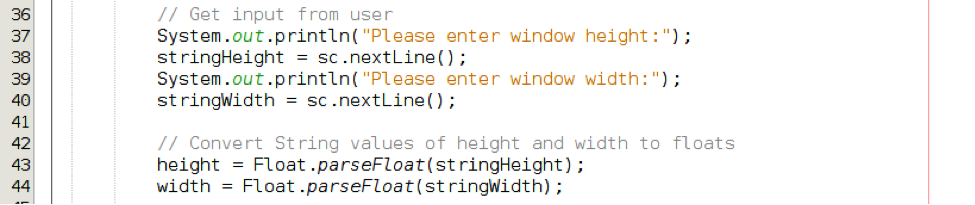 36 // Get input from user
37 System.out.println("Please enter window height:");
38 stringHeight = sc.nextLine();
39 System.out.println("Please enter window width:");
40 stringWidth = sc.nextLine();
41
42 // Convert String values of height and width to floats
43 height = Float.parseFloat(stringHeight);
44 width = Float.parseFloat(stringWidth);